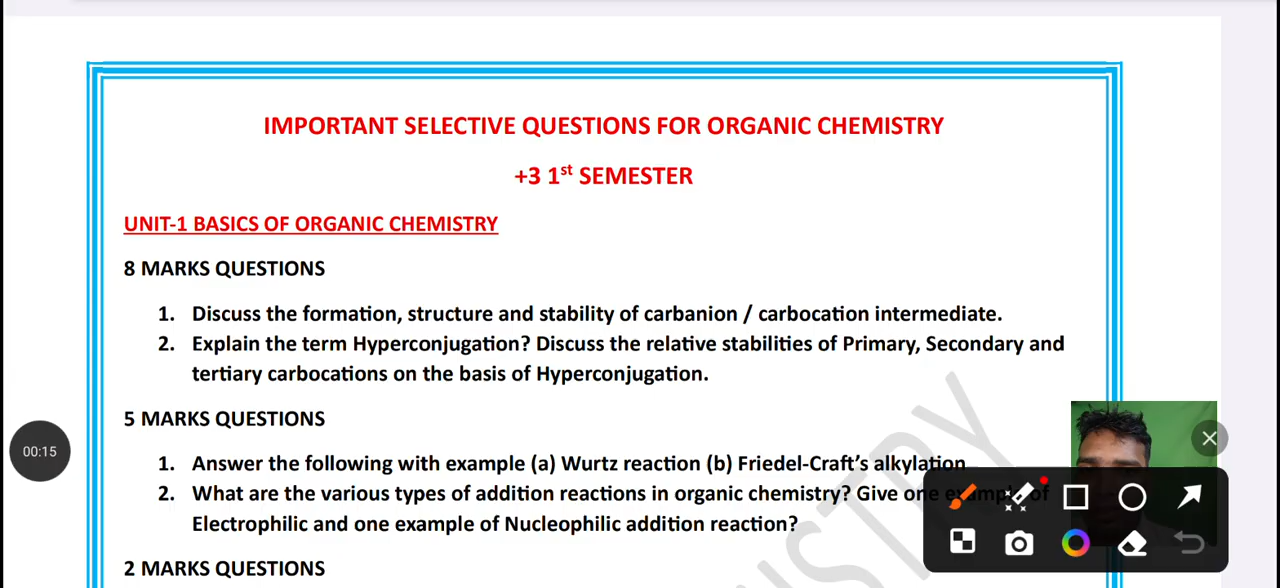 IMPORTANT SELECTIVE QUESTIONS FOR ORGANIC CHEMISTRY
+3 1st SEMESTER
UNIT-1 BASICS OF ORGANIC CHEMISTRY
8 MARKS QUESTIONS
1. Discuss the formation, structure and stability of carbanion / carbocation intermediate.
2. Explain the term Hyperconjugation? Discuss the relative stabilities of Primary, Secondary and
tertiary carbocations on the basis of Hyperconjugation.
5 MARKS QUESTIONS
00:15
1. Answer the following with example (a) Wurtz reaction (b) Friedel-Craft's alkylation
2. What are the various types of addition reactions in organic chemistry? Give one example of
Electrophilic and one example of Nucleophilic addition reaction?
2 MARKS QUESTIONS